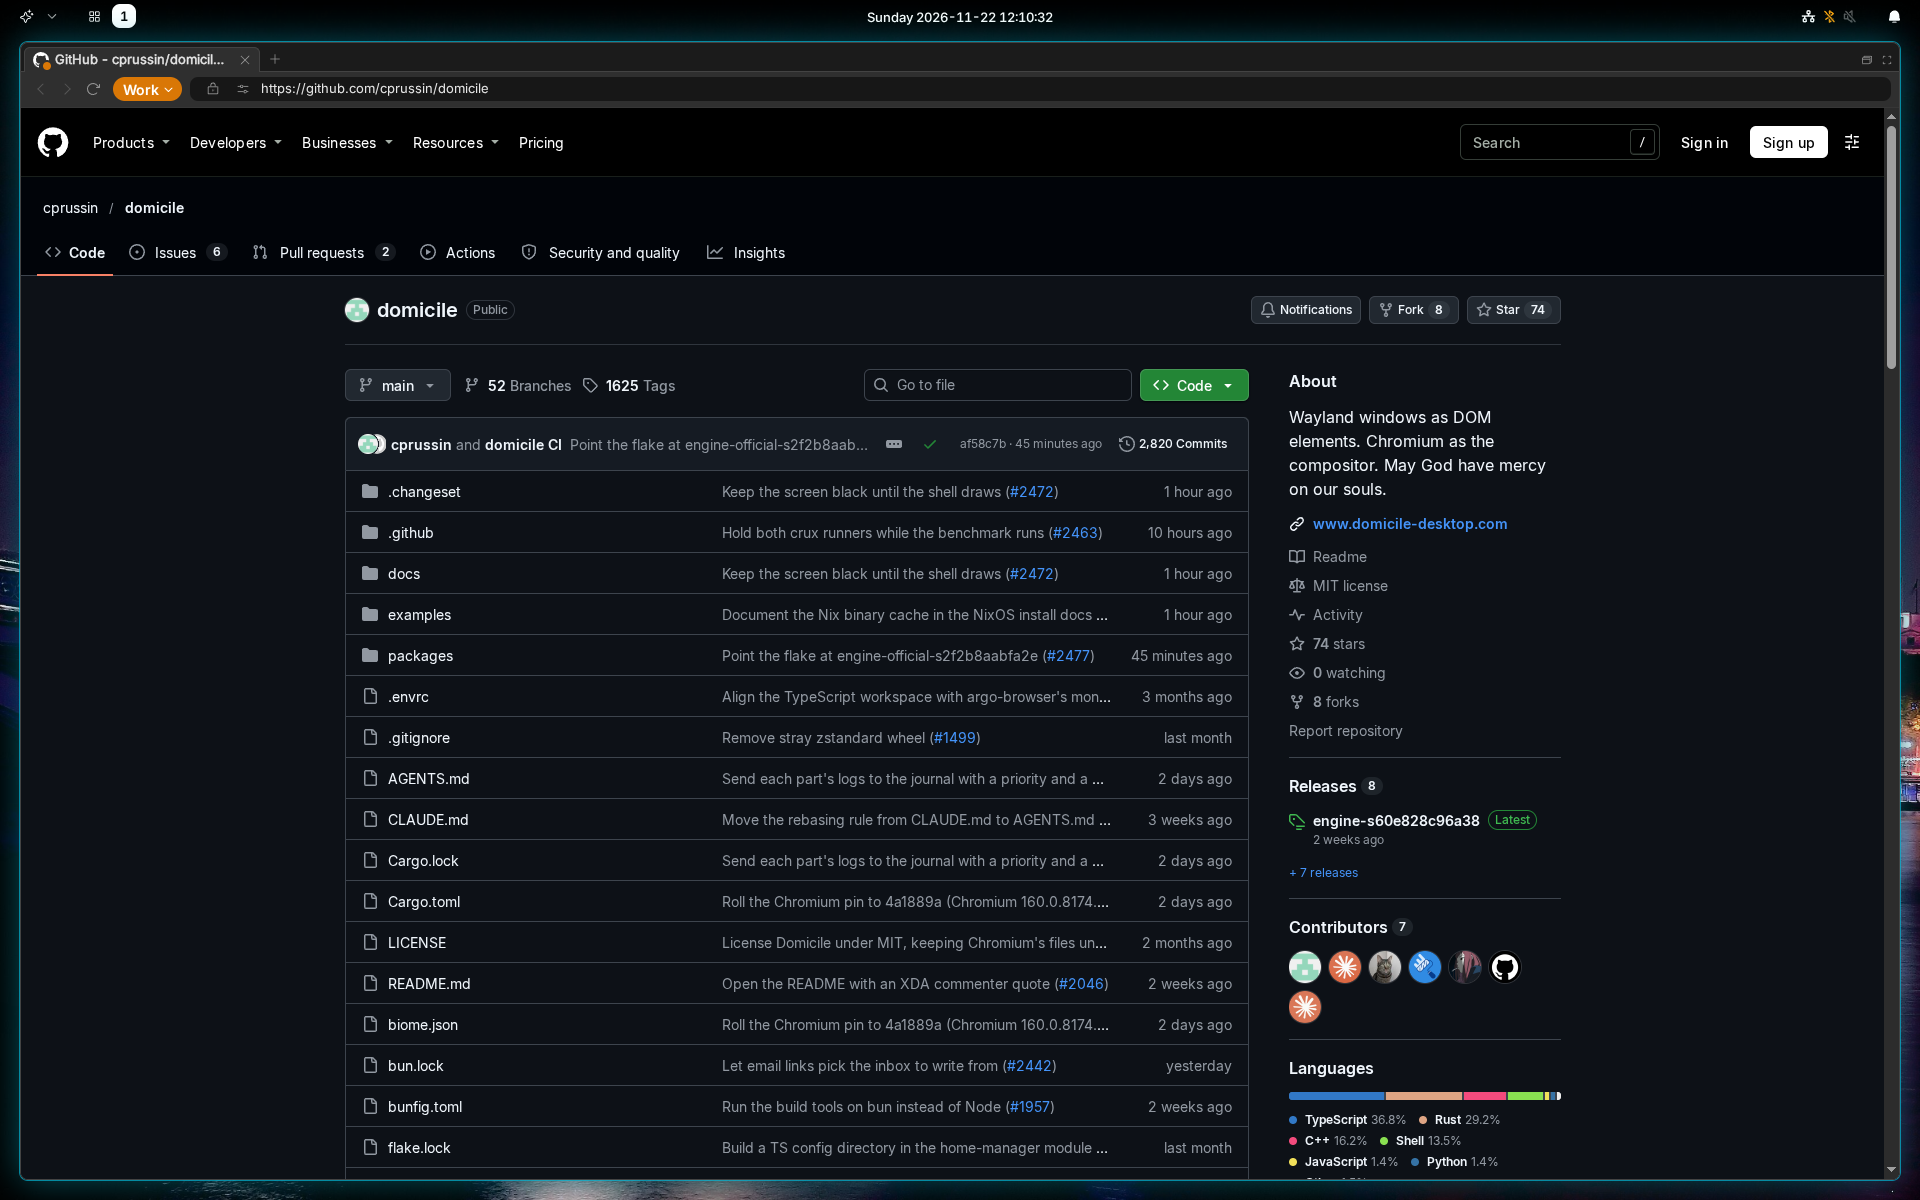 1
Sunday 2026-11-22 12:10:32
GitHub - cprussin/domicil...
Work
https://github.com/cprussin/domicile
Products
Developers
Businesses
Resources
Pricing
Search
/
Sign in
Sign up
cprussin / domicile
Code
Issues 6
Pull requests 2
Actions
Security and quality
Insights
domicile Public
Notifications
Fork 8
Star 74
main
52 Branches
1625 Tags
Go to file
Code
cprussin and domicile CI Point the flake at engine-official-s2f2b8aab... af58c7b · 45 minutes ago 2,820 Commits
.changeset Keep the screen black until the shell draws (#2472) 1 hour ago
.github Hold both crux runners while the benchmark runs (#2463) 10 hours ago
docs Keep the screen black until the shell draws (#2472) 1 hour ago
examples Document the Nix binary cache in the NixOS install docs ... 1 hour ago
packages Point the flake at engine-official-s2f2b8aabfa2e (#2477) 45 minutes ago
.envrc Align the TypeScript workspace with argo-browser's mon... 3 months ago
.gitignore Remove stray zstandard wheel (#1499) last month
AGENTS.md Send each part's logs to the journal with a priority and a ... 2 days ago
CLAUDE.md Move the rebasing rule from CLAUDE.md to AGENTS.md ... 3 weeks ago
Cargo.lock Send each part's logs to the journal with a priority and a ... 2 days ago
Cargo.toml Roll the Chromium pin to 4a1889a (Chromium 160.0.8174.... 2 days ago
LICENSE License Domicile under MIT, keeping Chromium's files un... 2 months ago
README.md Open the README with an XDA commenter quote (#2046) 2 weeks ago
biome.json Roll the Chromium pin to 4a1889a (Chromium 160.0.8174.... 2 days ago
bun.lock Let email links pick the inbox to write from (#2442) yesterday
bunfig.toml Run the build tools on bun instead of Node (#1957) 2 weeks ago
flake.lock Build a TS config directory in the home-manager module ... last month
About
Wayland windows as DOM
elements. Chromium as the
compositor. May God have mercy
on our souls.
www.domicile-desktop.com
Readme
MIT license
Activity
74 stars
0 watching
8 forks
Report repository
Releases 8
engine-s60e828c96a38 Latest
2 weeks ago
+ 7 releases
Contributors 7
Languages
TypeScript 36.8% Rust 29.2%
C++ 16.2% Shell 13.5%
JavaScript 1.4% Python 1.4%